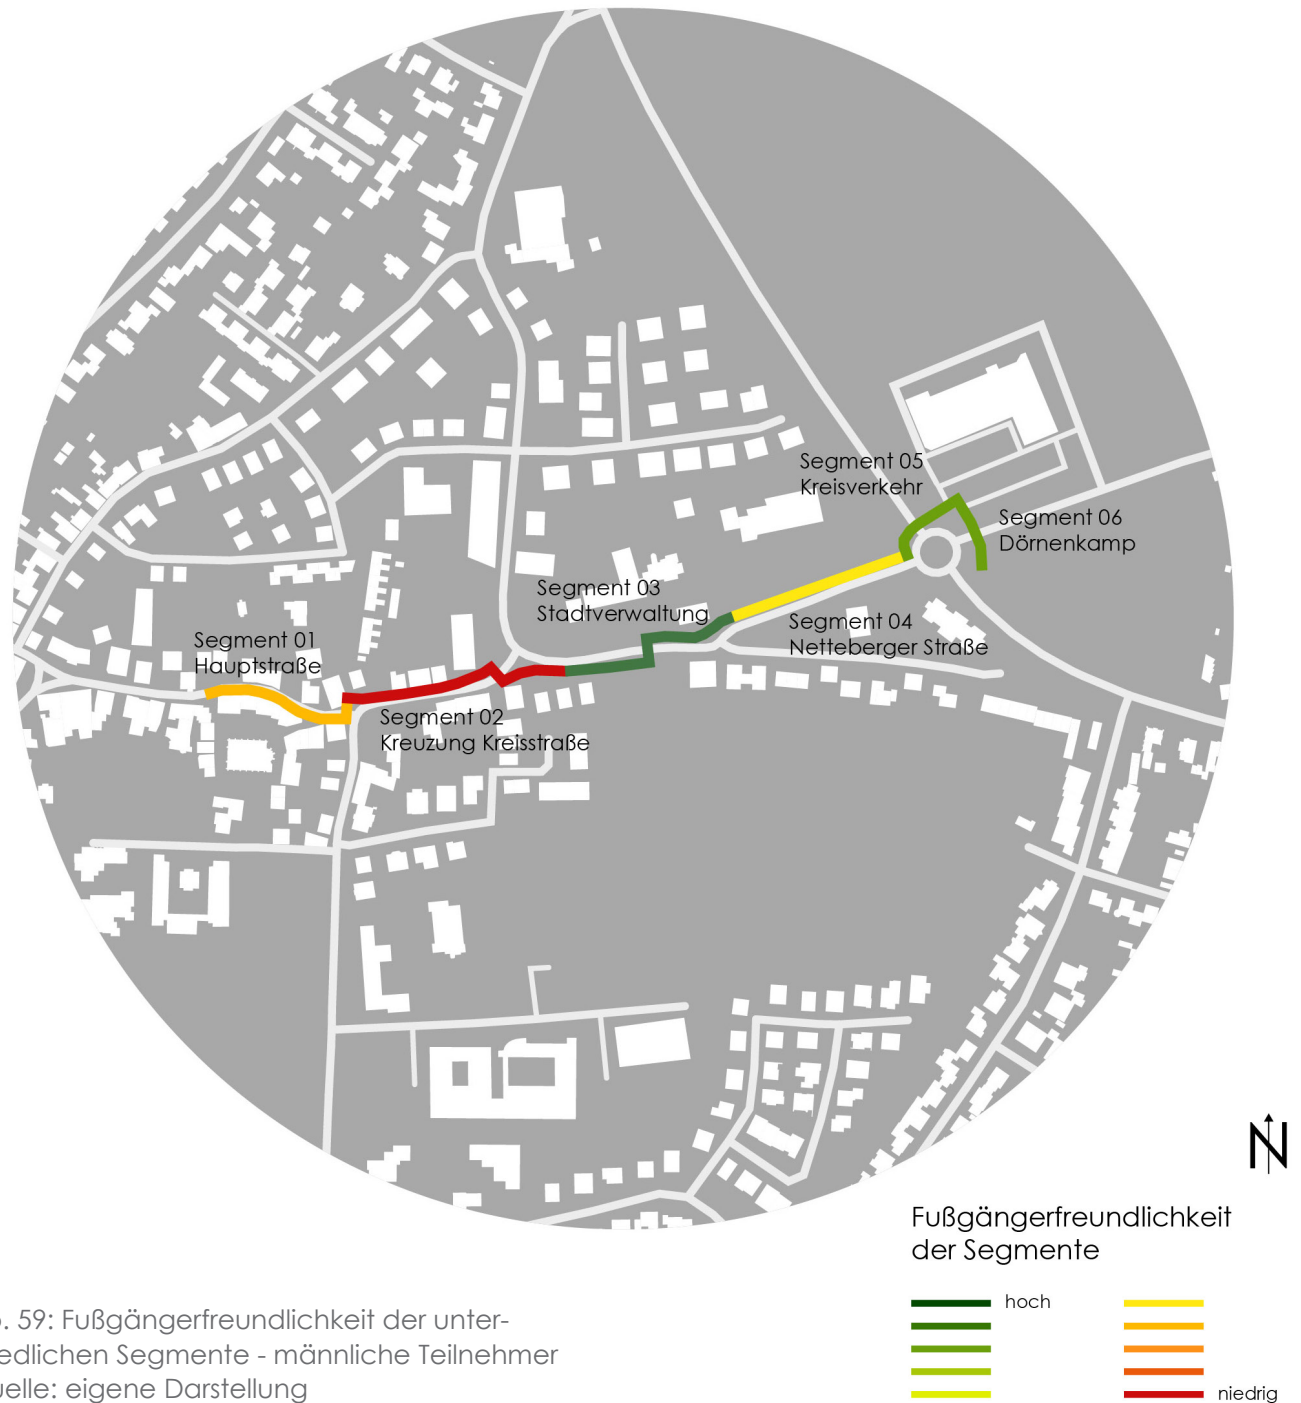 Segment 05
Kreisverkehr
Segment 06
Dörnenkamp
Segment 03
Stadtverwaltung
Segment 04
Netteberger Straße
Segment 01
Hauptstraße
Segment 02
Kreuzung Kreisstraße
N
Fußgängerfreundlichkeit
der Segmente
hoch
niedrig
. 59: Fußgängerfreundlichkeit der unter-
edlichen Segmente - männliche Teilnehmer
uelle: eigene Darstellung